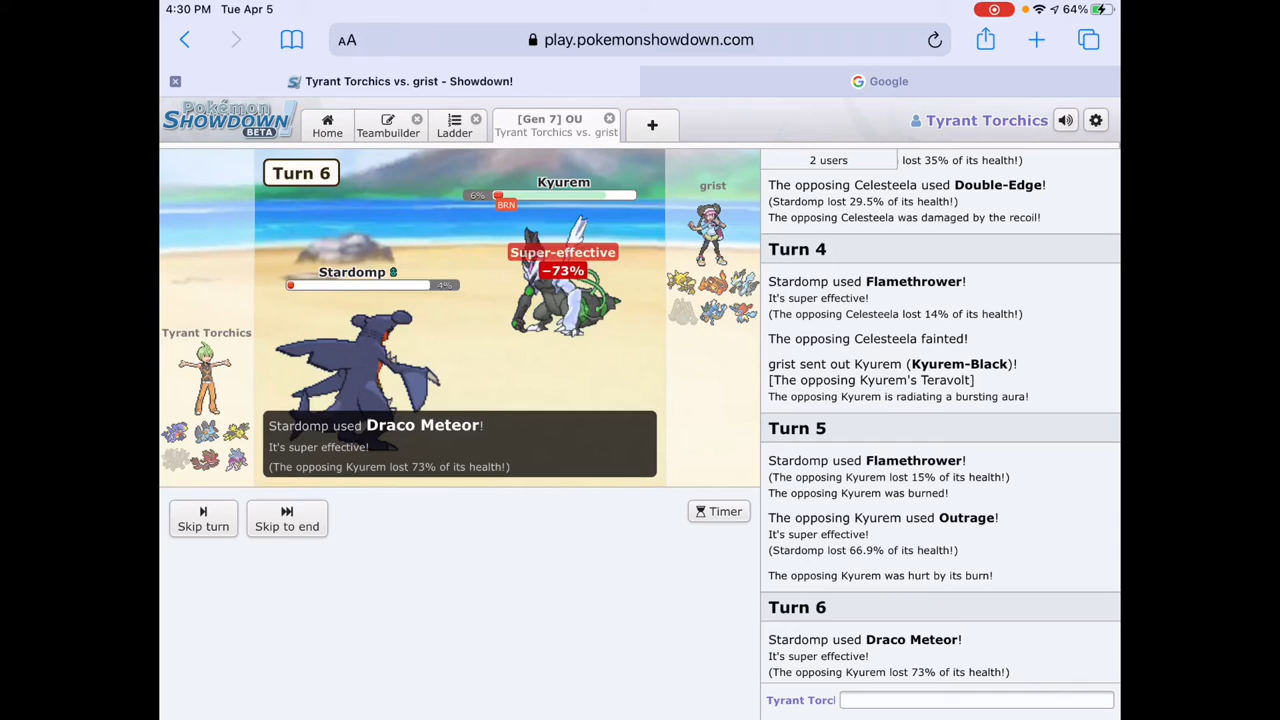 4:30 PM Tue Apr 5
64%
AA
play.pokemonshowdown.com
Tyrant Torchics vs. grist - Showdown!
Google
Pokémon
SHOWDOWN!
BETA
Home
Teambuilder
Ladder
[Gen 7] OU
Tyrant Torchics vs. grist
Tyrant Torchics
Turn 6
Kyurem
6%
BRN
Super-effective
−73%
Stardomp
4%
grist
Tyrant Torchics
Stardomp used Draco Meteor!
It's super effective!
(The opposing Kyurem lost 73% of its health!)
Skip turn
Skip to end
Timer
2 users
lost 35% of its health!)
The opposing Celesteela used Double-Edge!
(Stardomp lost 29.5% of its health!)
The opposing Celesteela was damaged by the recoil!
Turn 4
Stardomp used Flamethrower!
It's super effective!
(The opposing Celesteela lost 14% of its health!)
The opposing Celesteela fainted!
grist sent out Kyurem (Kyurem-Black)!
[The opposing Kyurem's Teravolt]
The opposing Kyurem is radiating a bursting aura!
Turn 5
Stardomp used Flamethrower!
(The opposing Kyurem lost 15% of its health!)
The opposing Kyurem was burned!
The opposing Kyurem used Outrage!
It's super effective!
(Stardomp lost 66.9% of its health!)
The opposing Kyurem was hurt by its burn!
Turn 6
Stardomp used Draco Meteor!
It's super effective!
(The opposing Kyurem lost 73% of its health!)
Tyrant Torc